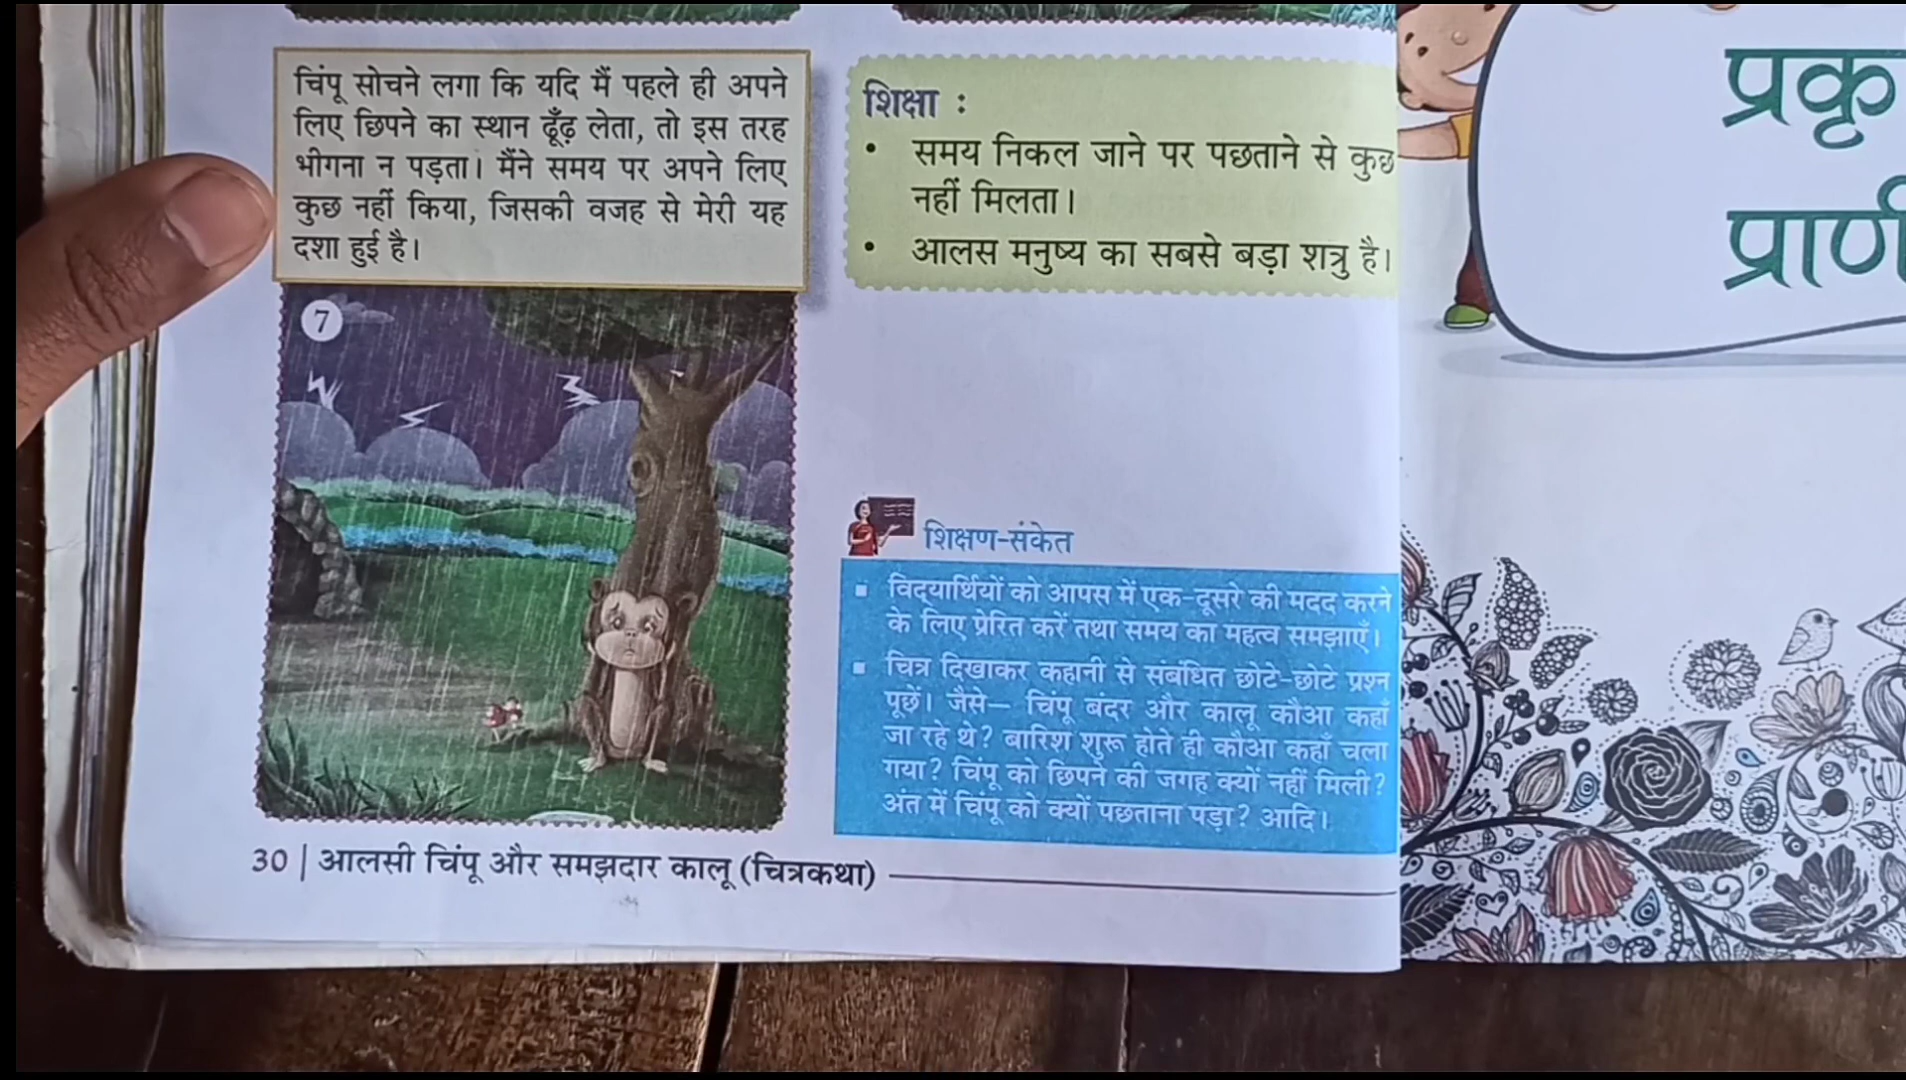 चिंपू सोचने लगा कि यदि मैं पहले ही अपने
लिए छिपने का स्थान ढूँढ़ लेता, तो इस तरह
भीगना न पड़ता। मैंने समय पर अपने लिए
कुछ नहीं किया, जिसकी वजह से मेरी यह
दशा हुई है।
7
शिक्षा :
• समय निकल जाने पर पछताने से कुछ
नहीं मिलता।
• आलस मनुष्य का सबसे बड़ा शत्रु है।
शिक्षण-संकेत
▪ विद्यार्थियों को आपस में एक-दूसरे की मदद करने
के लिए प्रेरित करें तथा समय का महत्व समझाएँ।
▪ चित्र दिखाकर कहानी से संबंधित छोटे-छोटे प्रश्न
पूछें। जैसे— चिंपू बंदर और कालू कौआ कहाँ
जा रहे थे? बारिश शुरू होते ही कौआ कहाँ चला
गया? चिंपू को छिपने की जगह क्यों नहीं मिली?
अंत में चिंपू को क्यों पछताना पड़ा? आदि।
30 | आलसी चिंपू और समझदार कालू (चित्रकथा)